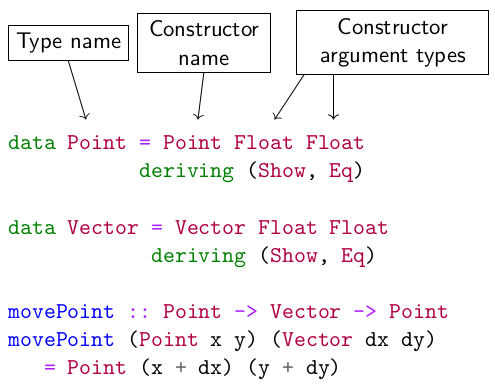 Type name
Constructor
name
Constructor
argument types
data Point = Point Float Float
deriving (Show, Eq)
data Vector = Vector Float Float
deriving (Show, Eq)
movePoint :: Point -> Vector -> Point
movePoint (Point x y) (Vector dx dy)
= Point (x + dx) (y + dy)